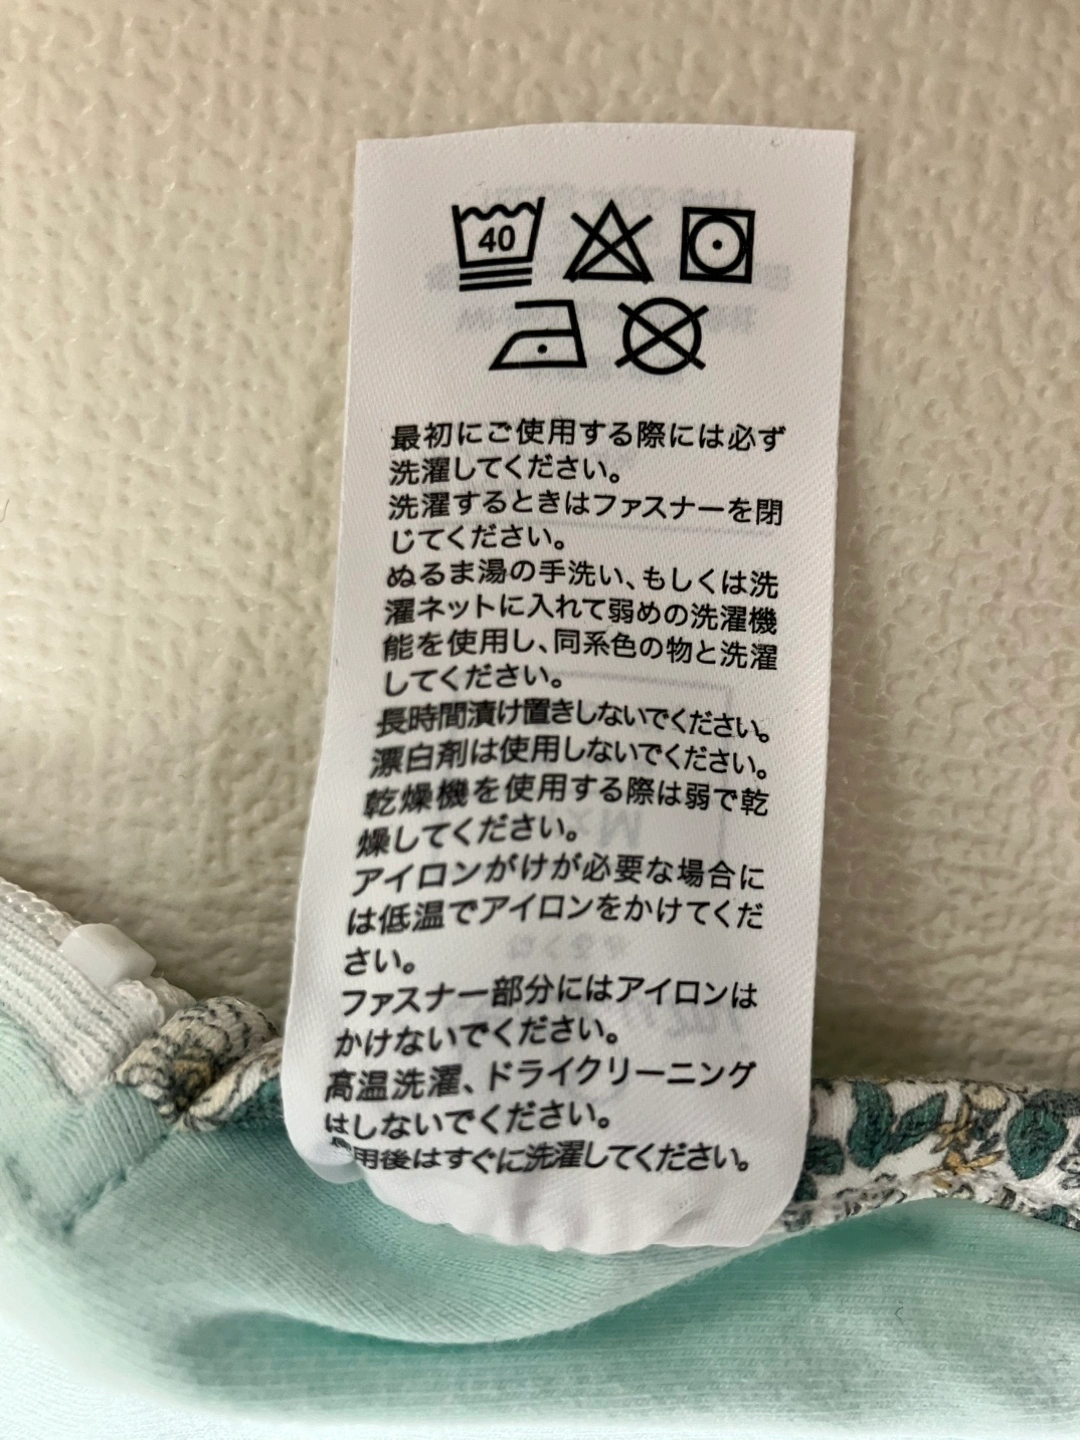 40
最初にご使用する際には必ず
洗濯してください。
洗濯するときはファスナーを閉
じてください。
ぬるま湯の手洗い、もしくは洗
濯ネットに入れて弱めの洗濯機
能を使用し、同系色の物と洗濯
してください。
長時間漬け置きしないでください。
漂白剤は使用しないでください。
乾燥機を使用する際は弱で乾
燥してください。
アイロンがけが必要な場合に
は低温でアイロンをかけてくだ
さい。
ファスナー部分にはアイロンは
かけないでください。
高温洗濯、ドライクリーニング
はしないでください。
使用後はすぐに洗濯してください。